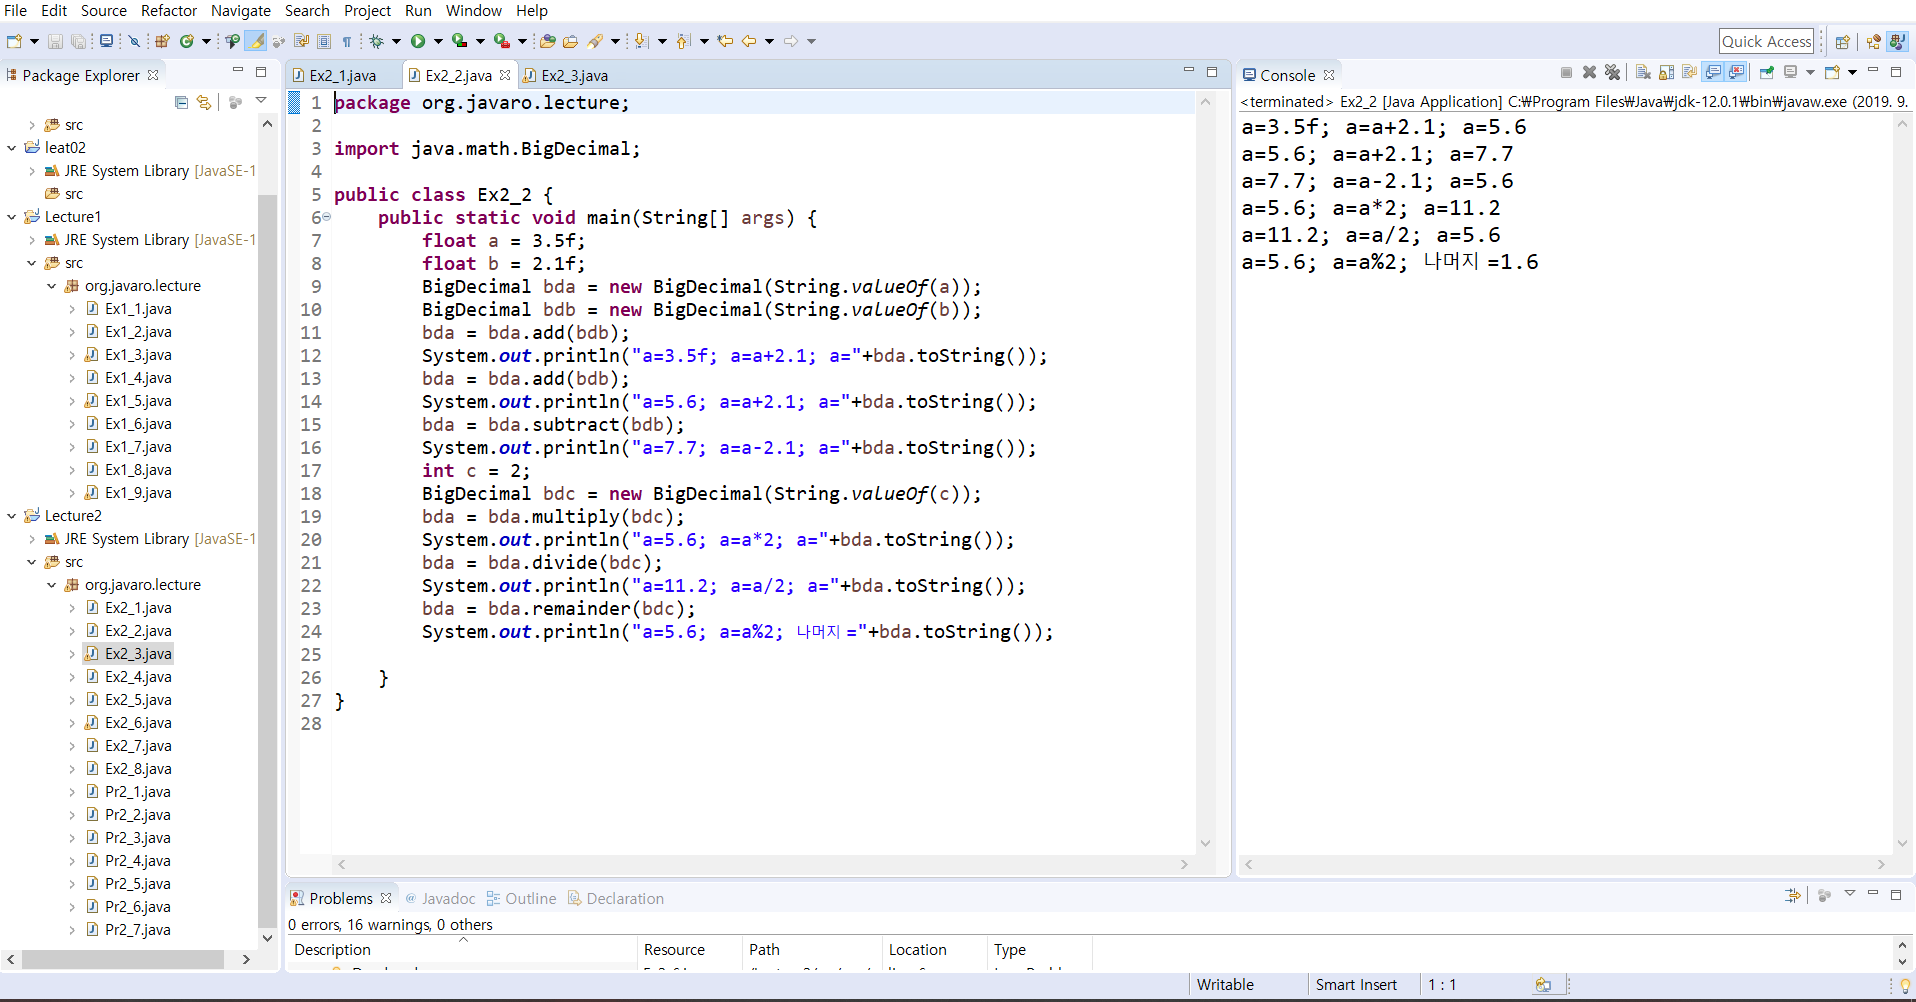 File Edit Source Refactor Navigate Search Project Run Window Help
Quick Access
Package Explorer
src
leat02
JRE System Library [JavaSE-1
src
Lecture1
JRE System Library [JavaSE-1
src
org.javaro.lecture
Ex1_1.java
Ex1_2.java
Ex1_3.java
Ex1_4.java
Ex1_5.java
Ex1_6.java
Ex1_7.java
Ex1_8.java
Ex1_9.java
Lecture2
JRE System Library [JavaSE-1
src
org.javaro.lecture
Ex2_1.java
Ex2_2.java
Ex2_3.java
Ex2_4.java
Ex2_5.java
Ex2_6.java
Ex2_7.java
Ex2_8.java
Pr2_1.java
Pr2_2.java
Pr2_3.java
Pr2_4.java
Pr2_5.java
Pr2_6.java
Pr2_7.java
Ex2_1.java Ex2_2.java Ex2_3.java
1 package org.javaro.lecture;
2
3 import java.math.BigDecimal;
4
5 public class Ex2_2 {
6 public static void main(String[] args) {
7 float a = 3.5f;
8 float b = 2.1f;
9 BigDecimal bda = new BigDecimal(String.valueOf(a));
10 BigDecimal bdb = new BigDecimal(String.valueOf(b));
11 bda = bda.add(bdb);
12 System.out.println("a=3.5f; a=a+2.1; a="+bda.toString());
13 bda = bda.add(bdb);
14 System.out.println("a=5.6; a=a+2.1; a="+bda.toString());
15 bda = bda.subtract(bdb);
16 System.out.println("a=7.7; a=a-2.1; a="+bda.toString());
17 int c = 2;
18 BigDecimal bdc = new BigDecimal(String.valueOf(c));
19 bda = bda.multiply(bdc);
20 System.out.println("a=5.6; a=a*2; a="+bda.toString());
21 bda = bda.divide(bdc);
22 System.out.println("a=11.2; a=a/2; a="+bda.toString());
23 bda = bda.remainder(bdc);
24 System.out.println("a=5.6; a=a%2; 나머지="+bda.toString());
25
26 }
27 }
28
Console
<terminated> Ex2_2 [Java Application] C:₩Program Files₩Java₩jdk-12.0.1₩bin₩javaw.exe (2019. 9.
a=3.5f; a=a+2.1; a=5.6
a=5.6; a=a+2.1; a=7.7
a=7.7; a=a-2.1; a=5.6
a=5.6; a=a*2; a=11.2
a=11.2; a=a/2; a=5.6
a=5.6; a=a%2; 나머지=1.6
Problems @ Javadoc Outline Declaration
0 errors, 16 warnings, 0 others
Description Resource Path Location Type
Writable Smart Insert 1 : 1